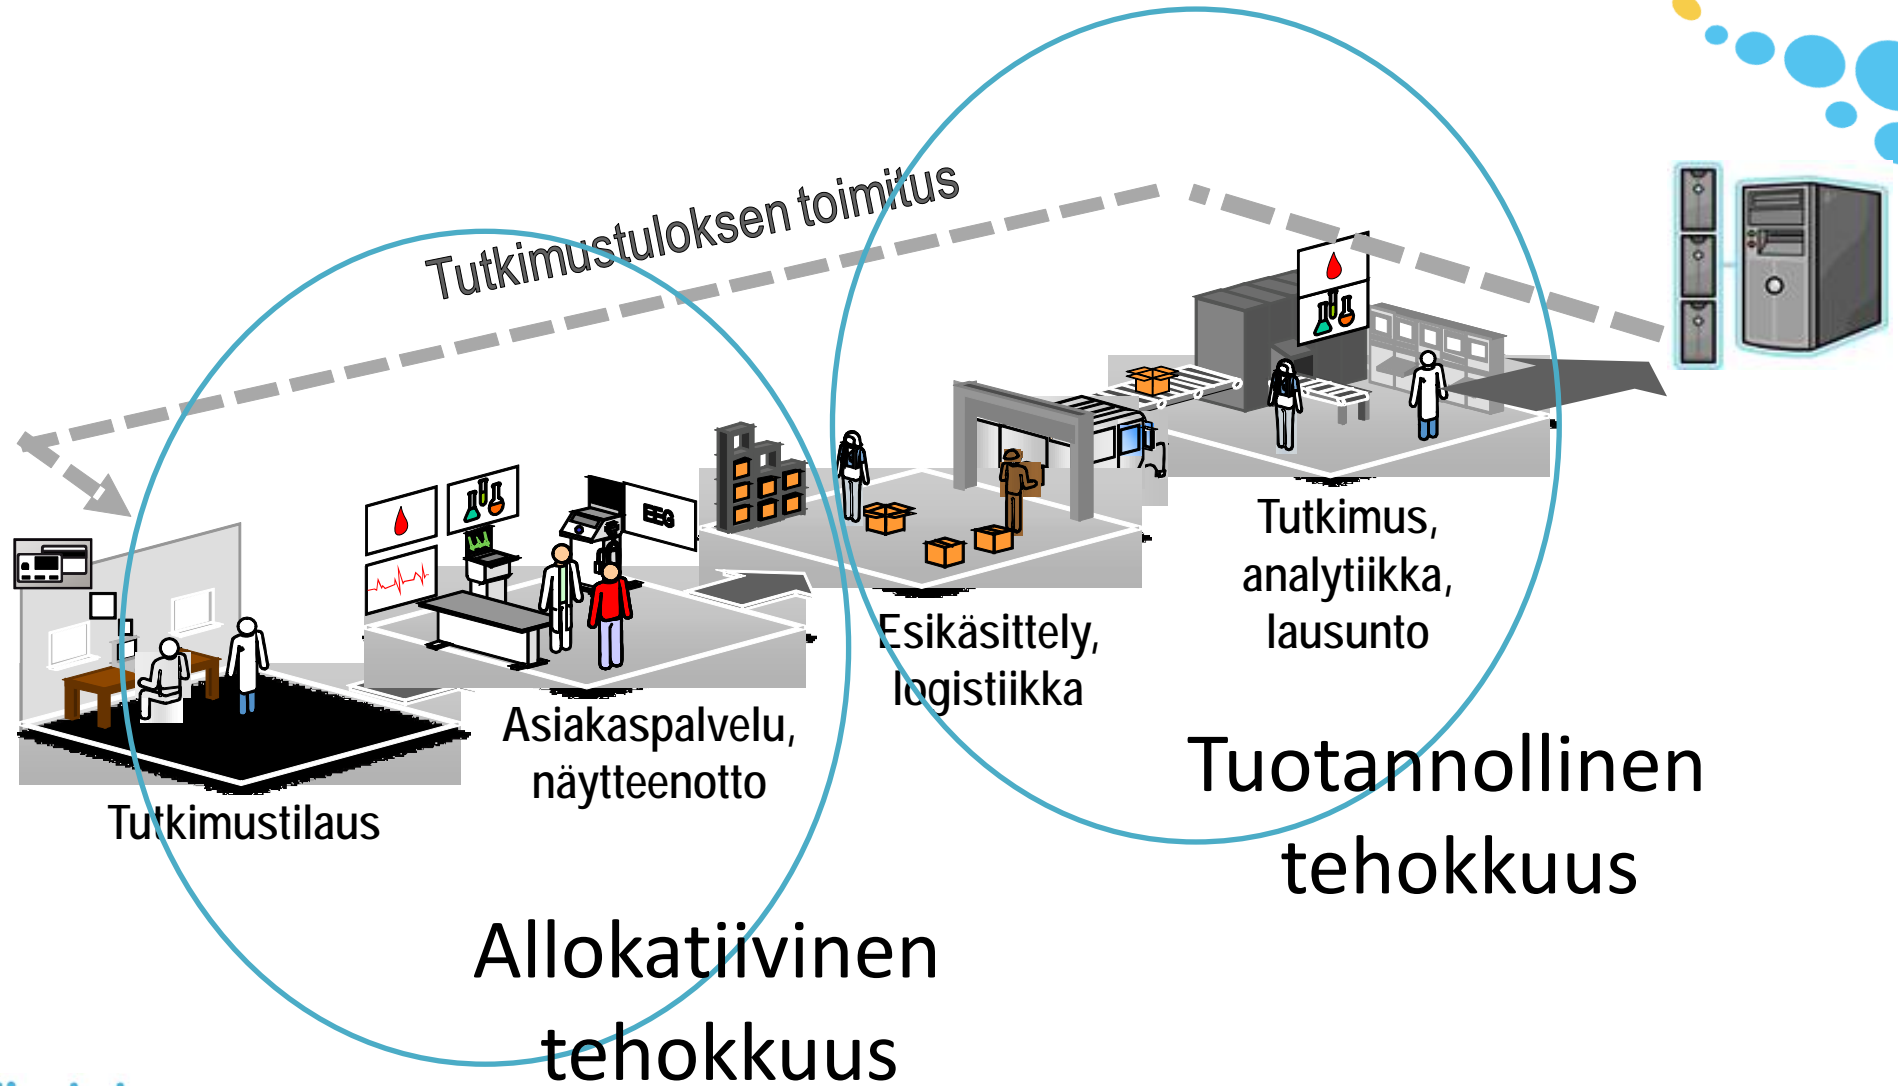 Tutkimustuloksen toimitus
EEG
Tutkimus,
analytiikka,
lausunto
Esikäsittely,
logistiikka
Asiakaspalvelu,
näytteenotto
Tutkimustilaus
Tuotannollinen
tehokkuus
Allokatiivinen
tehokkuus